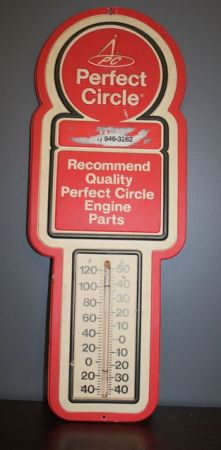 PC
Perfect
Circle®
) 946-3262
Recommend
Quality
Perfect Circle
Engine
Parts
F C
120 50
100 40
80 30
60 20
40 10
20 0
0 10
20 20
30
40 40